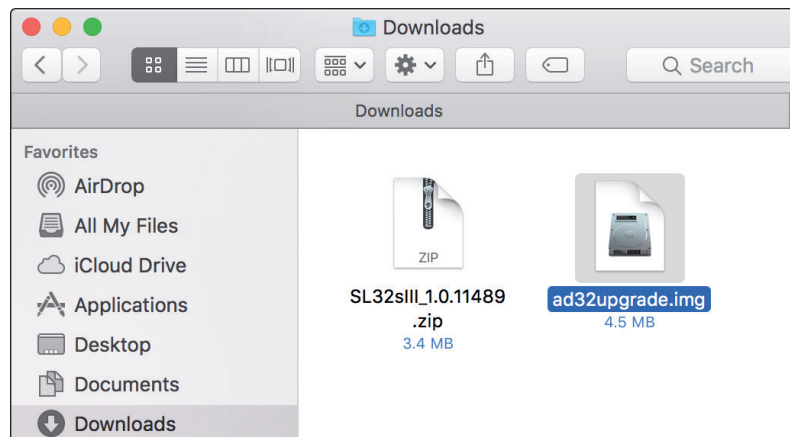 Downloads
Search
Downloads
Favorites
AirDrop
All My Files
iCloud Drive
Applications
Desktop
Documents
Downloads
ZIP
SL32sIII_1.0.11489
.zip
3.4 MB
ad32upgrade.img
4.5 MB